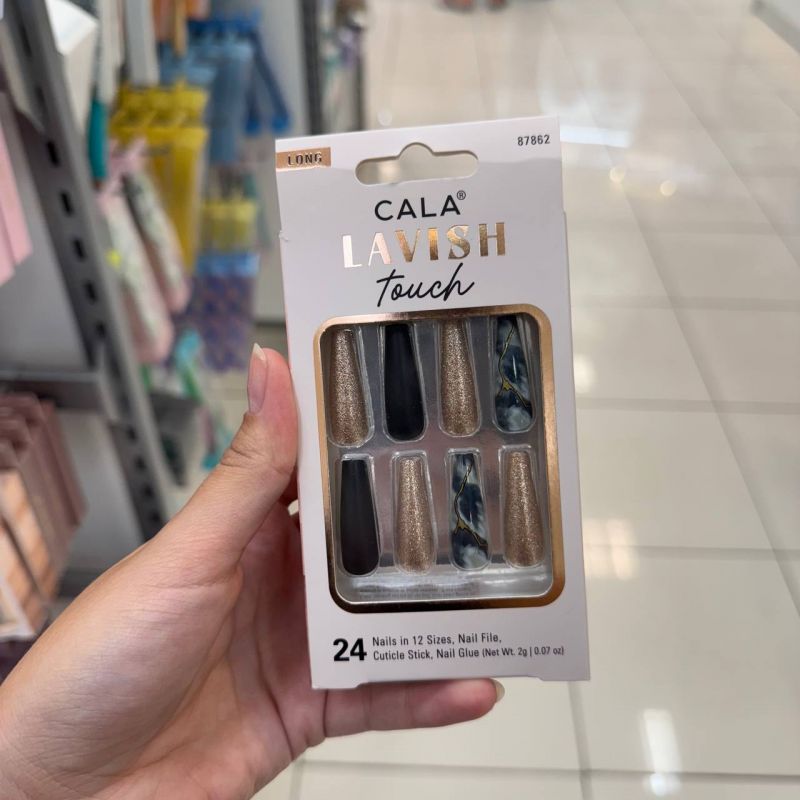 LONG
87862
CALA®
LAVISH
touch
24
Nails in 12 Sizes, Nail File,
Cuticle Stick, Nail Glue (Net Wt. 2g | 0.07 oz)